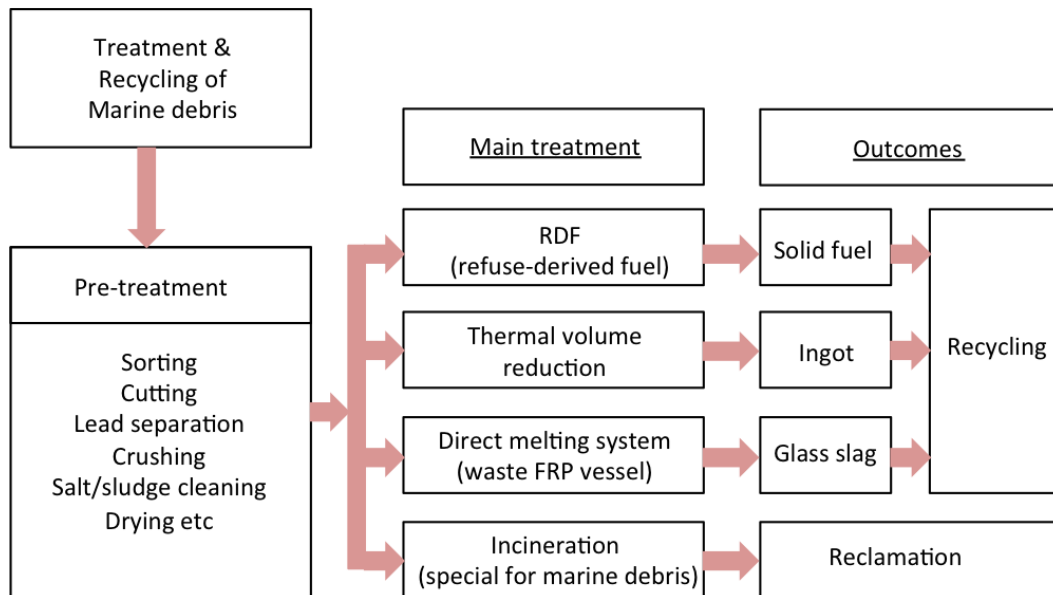 Treatment &
Recycling of
Marine debris
Main treatment
Outcomes
Pre-treatment
Sorting
Cutting
Lead separation
Crushing
Salt/sludge cleaning
Drying etc
RDF
(refuse-derived fuel)
Solid fuel
Thermal volume
reduction
Ingot
Recycling
Direct melting system
(waste FRP vessel)
Glass slag
Incineration
(special for marine debris)
Reclamation